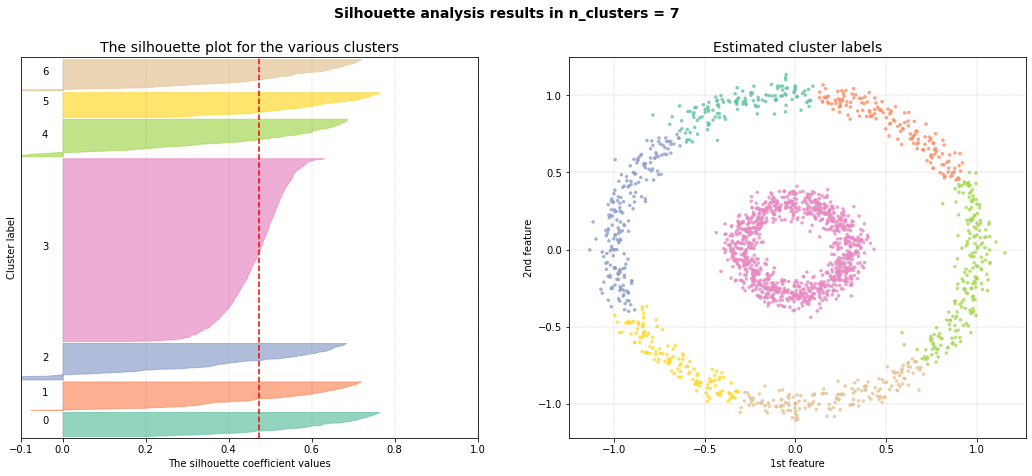 Silhouette analysis results in n_clusters = 7
The silhouette plot for the various clusters
Cluster label
6
5
4
3
2
1
0
−0.1 0.0 0.2 0.4 0.6 0.8 1.0
The silhouette coefficient values
Estimated cluster labels
2nd feature
1.0
0.5
0.0
−0.5
−1.0
−1.0 −0.5 0.0 0.5 1.0
1st feature